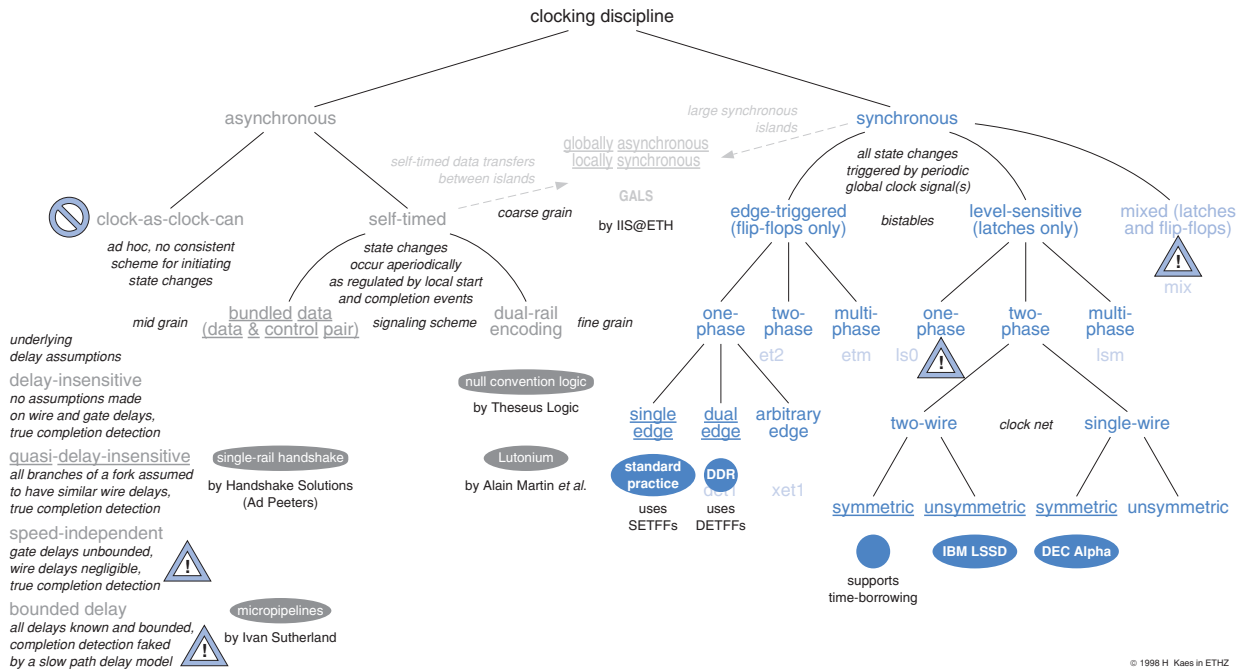 clocking discipline
asynchronous
large synchronous
islands
synchronous
globally asynchronous
locally synchronous
self-timed data transfers
between islands
all state changes
triggered by periodic
global clock signal(s)
GALS
clock-as-clock-can
self-timed
coarse grain
by IIS@ETH
edge-triggered
(flip-flops only)
bistables
level-sensitive
(latches only)
mixed (latches
and flip-flops)
!
mix
ad hoc, no consistent
scheme for initiating
state changes
state changes
occur aperiodically
as regulated by local start
and completion events
mid grain
bundled data
(data & control pair)
signaling scheme
dual-rail
encoding
fine grain
one-
phase
two-
phase
et2
multi-
phase
etm
one-
phase
ls0
!
two-
phase
multi-
phase
lsm
underlying
delay assumptions
delay-insensitive
no assumptions made
on wire and gate delays,
true completion detection
null convention logic
by Theseus Logic
single
edge
dual
edge
arbitrary
edge
two-wire
clock net
single-wire
quasi-delay-insensitive
all branches of a fork assumed
to have similar wire delays,
true completion detection
single-rail handshake
by Handshake Solutions
(Ad Peeters)
Lutonium
by Alain Martin et al.
standard
practice
uses
SETFFs
DDR
uses
DETFFs
xet1
symmetric
unsymmetric
symmetric
unsymmetric
IBM LSSD
DEC Alpha
supports
time-borrowing
speed-independent
gate delays unbounded,
wire delays negligible,
true completion detection
!
bounded delay
all delays known and bounded,
completion detection faked
by a slow path delay model
!
micropipelines
by Ivan Sutherland
© 1998 H Kaes in ETHZ